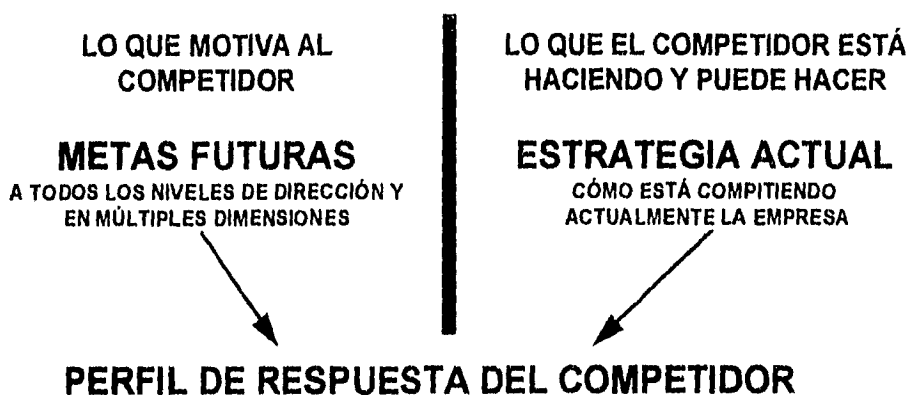 LO QUE MOTIVA AL
COMPETIDOR
METAS FUTURAS
A TODOS LOS NIVELES DE DIRECCIÓN Y
EN MÚLTIPLES DIMENSIONES
LO QUE EL COMPETIDOR ESTÁ
HACIENDO Y PUEDE HACER
ESTRATEGIA ACTUAL
CÓMO ESTÁ COMPITIENDO
ACTUALMENTE LA EMPRESA
PERFIL DE RESPUESTA DEL COMPETIDOR